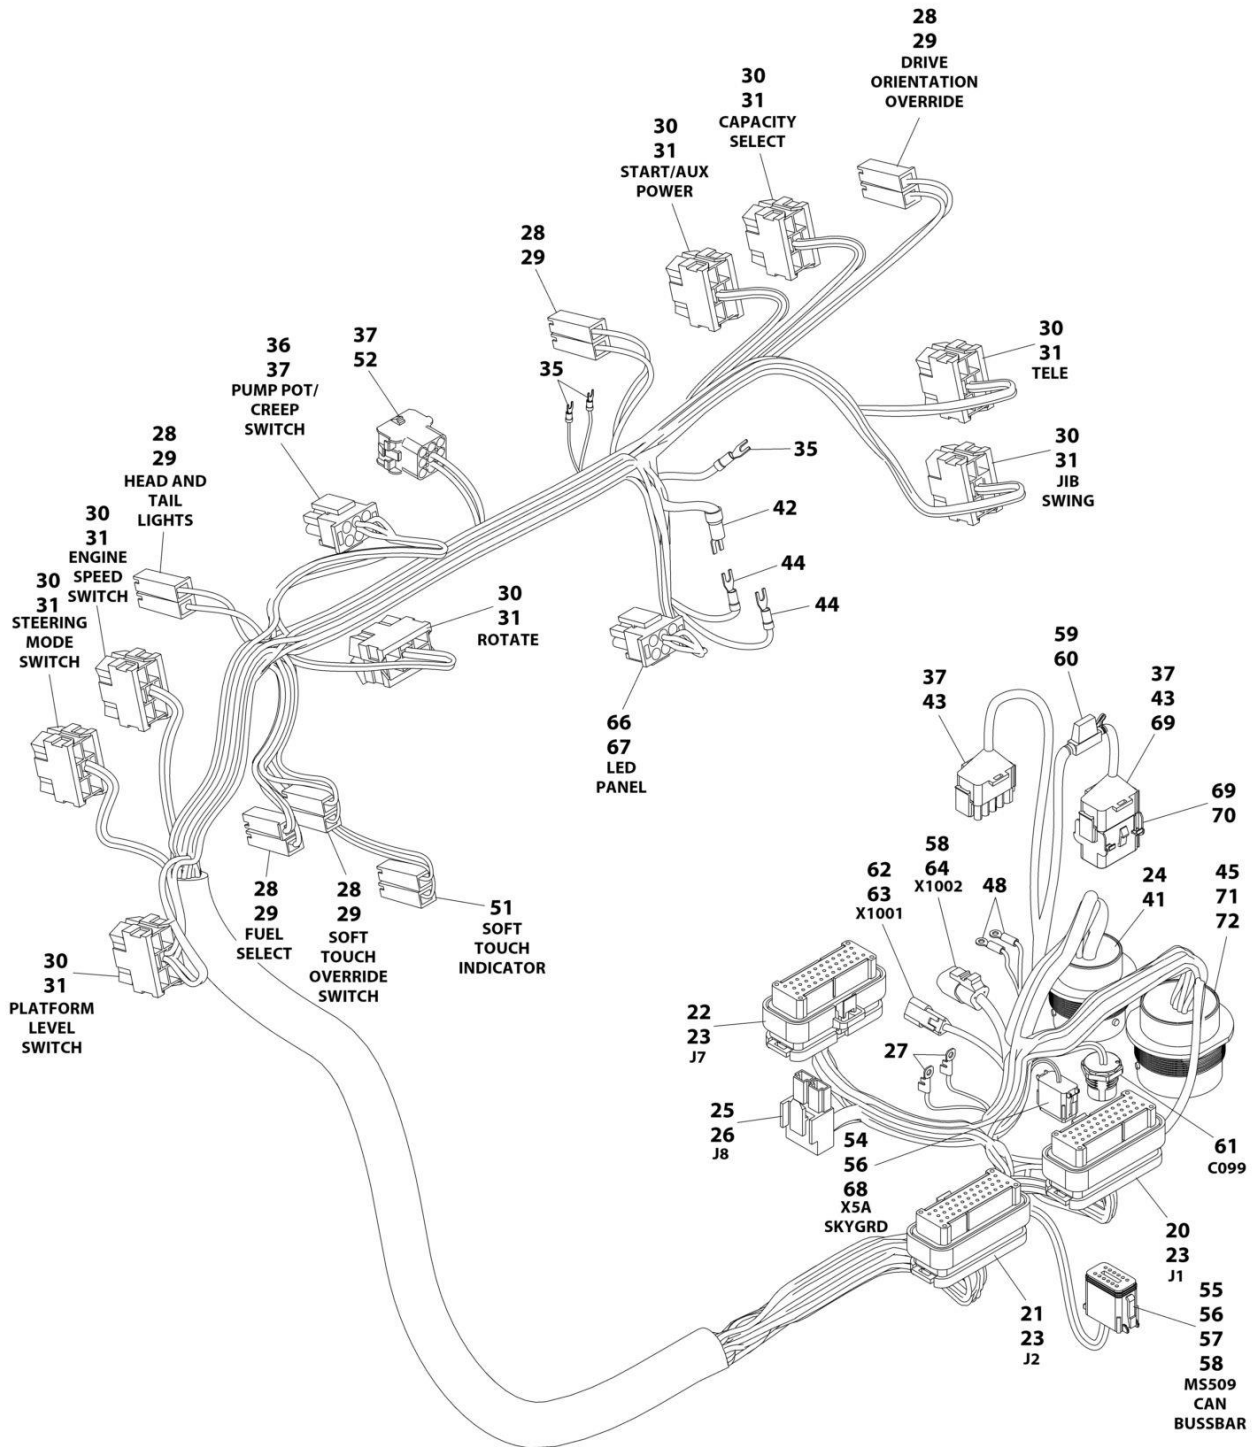 28
29
DRIVE
ORIENTATION
OVERRIDE
30
31
CAPACITY
SELECT
30
31
START/AUX
POWER
28
29
30
31
TELE
36
37
PUMP POT/
CREEP
SWITCH
37
52
35
28
29
HEAD AND
TAIL
LIGHTS
35
30
31
JIB
SWING
42
30
31
ENGINE
SPEED
SWITCH
30
31
STEERING
MODE
SWITCH
44
44
30
31
ROTATE
59
60
37
43
37
43
69
66
67
LED
PANEL
69
70
28
29
FUEL
SELECT
28
29
SOFT
TOUCH
OVERRIDE
SWITCH
51
SOFT
TOUCH
INDICATOR
62
63
X1001
58
64
X1002
48
24
41
45
71
72
30
31
PLATFORM
LEVEL
SWITCH
22
23
J7
27
25
26
J8
54
56
68
X5A
SKYGRD
61
C099
20
23
J1
21
23
J2
55
56
57
58
MS509
CAN
BUSSBAR